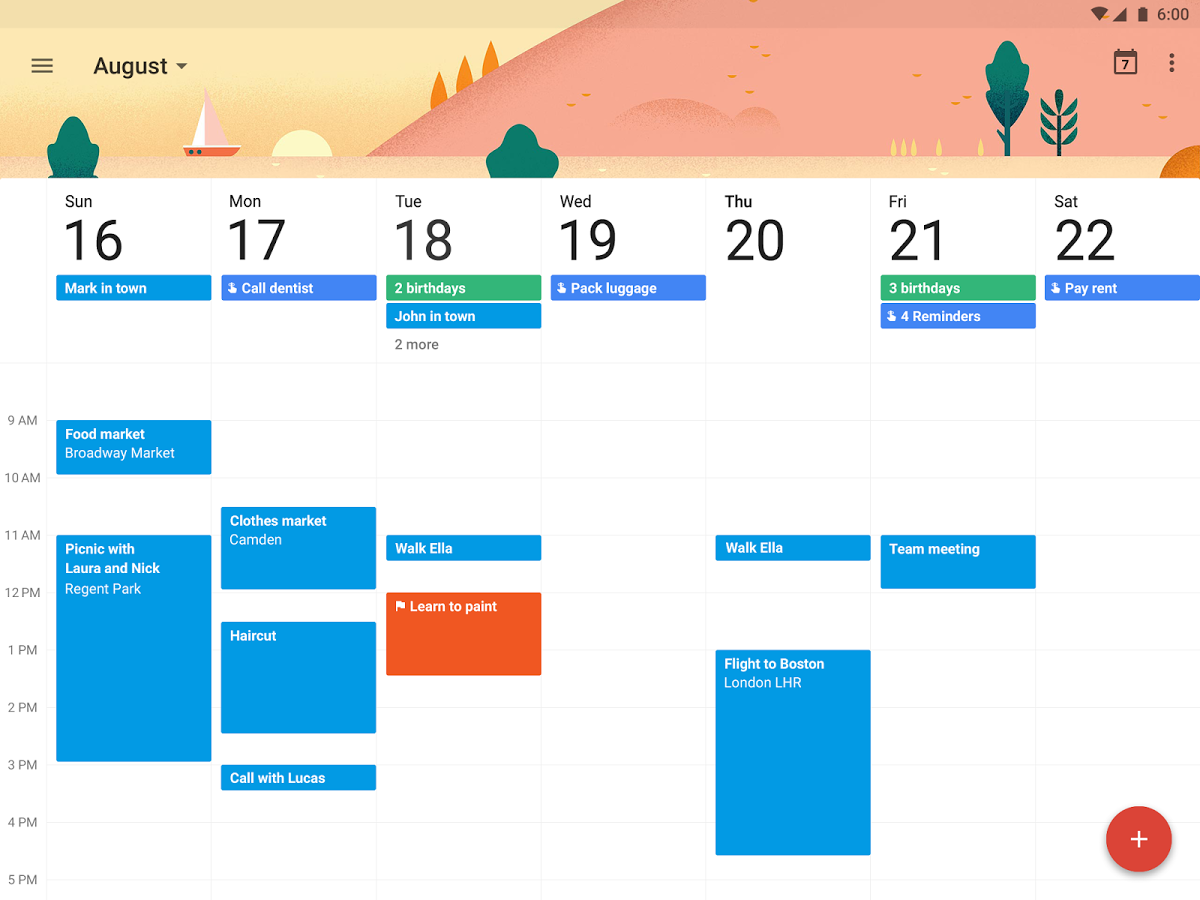 6:00
August
7
Sun
Mon
Tue
Wed
Thu
Fri
Sat
16
17
18
19
20
21
22
Mark in town
Call dentist
2 birthdays
Pack luggage
3 birthdays
Pay rent
John in town
4 Reminders
2 more
9 AM
Food market
Broadway Market
10 AM
Clothes market
Camden
11 AM
Picnic with
Laura and Nick
Regent Park
Walk Ella
Walk Ella
Team meeting
12 PM
Learn to paint
Haircut
1 PM
Flight to Boston
London LHR
2 PM
3 PM
Call with Lucas
4 PM
5 PM